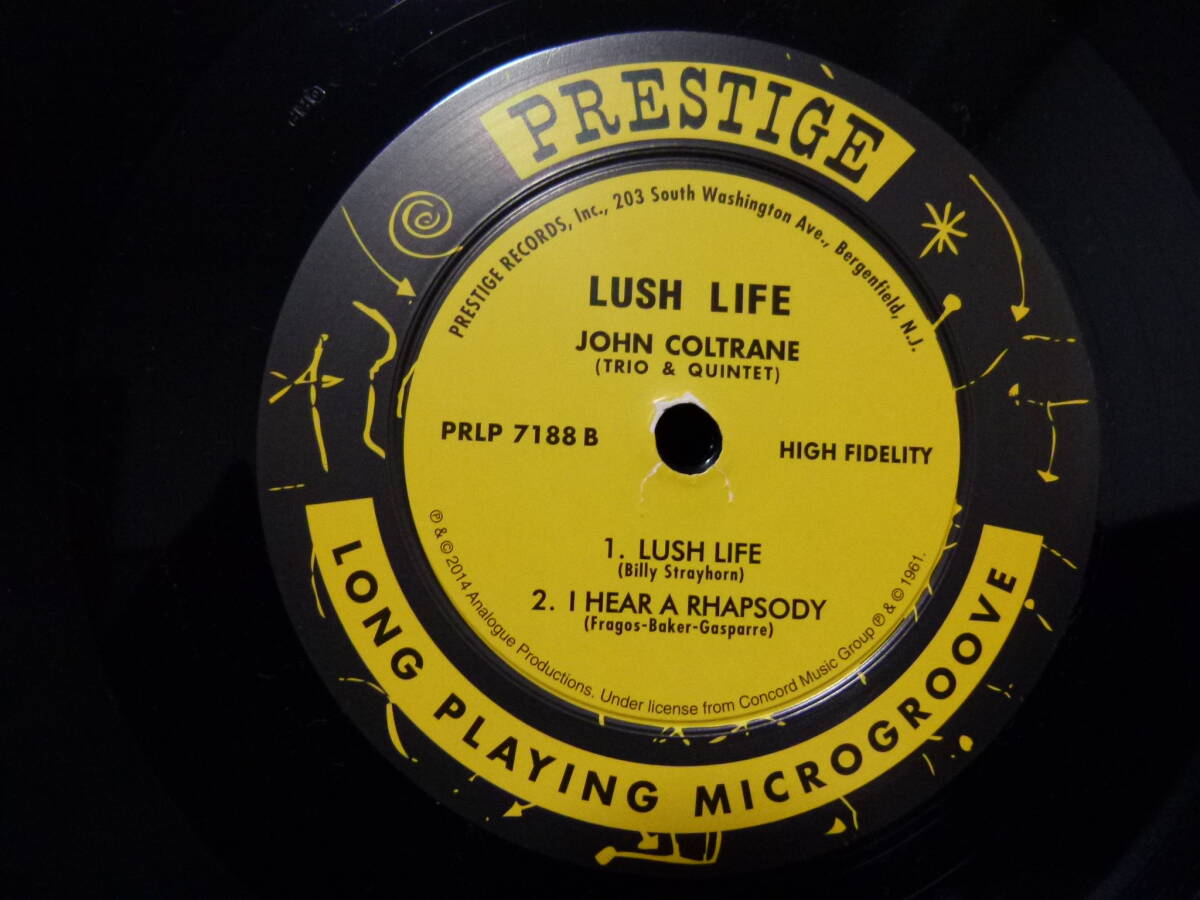 PRESTIGE
PRESTIGE RECORDS, Inc., 203 South Washington Ave., Bergenfield, N.J.
LUSH LIFE
JOHN COLTRANE
(TRIO & QUINTET)
PRLP 7188 B
HIGH FIDELITY
1. LUSH LIFE
(Billy Strayhorn)
2. I HEAR A RHAPSODY
(Fragos-Baker-Gasparre)
℗ & © 2014 Analogue Productions. Under license from Concord Music Group ℗ & © 1961.
LONG PLAYING MICROGROOVE